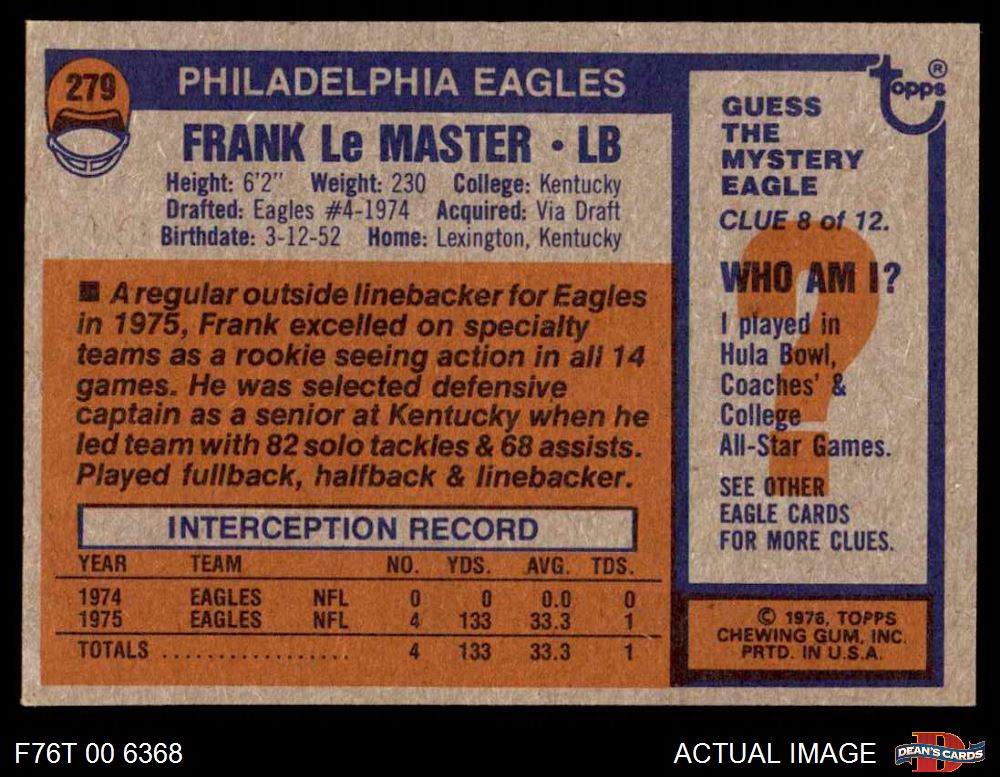 279
PHILADELPHIA EAGLES
FRANK Le MASTER • LB
Height: 6'2" Weight: 230 College: Kentucky
Drafted: Eagles #4-1974 Acquired: Via Draft
Birthdate: 3-12-52 Home: Lexington, Kentucky
■ A regular outside linebacker for Eagles
in 1975, Frank excelled on specialty
teams as a rookie seeing action in all 14
games. He was selected defensive
captain as a senior at Kentucky when he
led team with 82 solo tackles & 68 assists.
Played fullback, halfback & linebacker.
INTERCEPTION RECORD
YEAR TEAM NO. YDS. AVG. TDS.
1974 EAGLES NFL 0 0 0.0 0
1975 EAGLES NFL 4 133 33.3 1
TOTALS .................. 4 133 33.3 1
topps®
GUESS
THE
MYSTERY
EAGLE
CLUE 8 of 12.
?
WHO AM I?
I played in
Hula Bowl,
Coaches' &
College
All-Star Games.
SEE OTHER
EAGLE CARDS
FOR MORE CLUES.
© 1976, TOPPS
CHEWING GUM, INC.
PRTD. IN U.S.A.
F76T 00 6368
ACTUAL IMAGE
D
DEAN'S CARDS